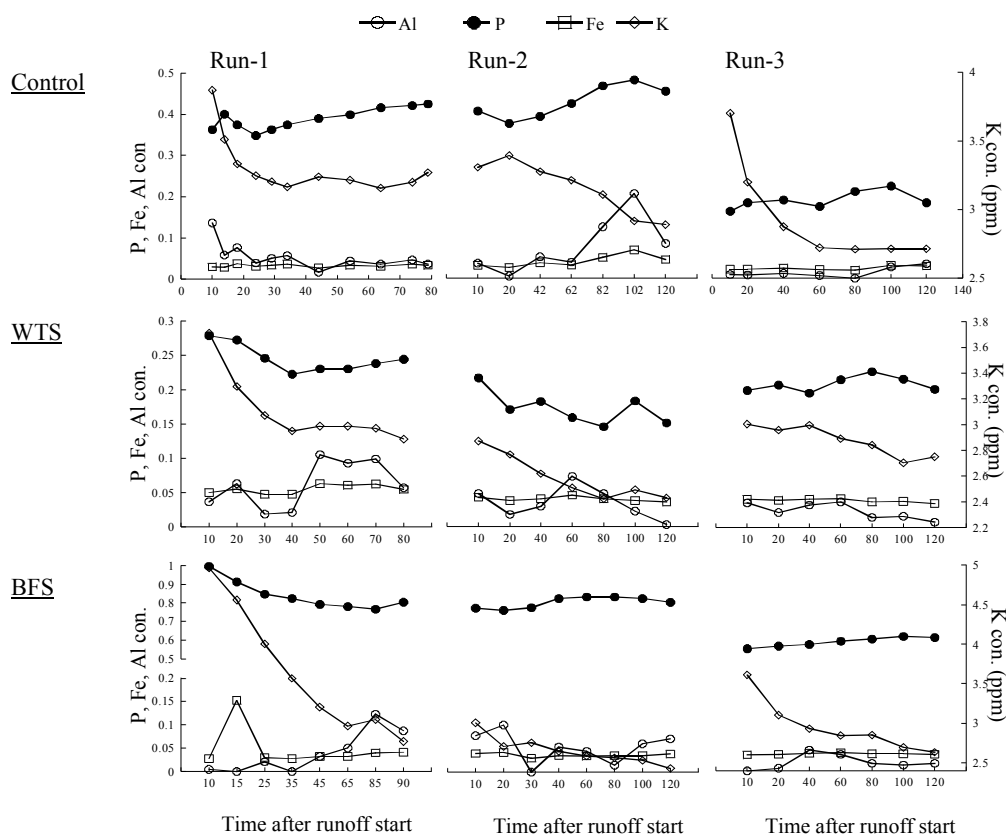 Al P Fe K
Run-1 Run-2 Run-3
Control
P, Fe, Al con
K con. (ppm)
0.5
0.4
0.3
0.2
0.1
0
4
3.5
3
2.5
0 10 20 30 40 50 60 70 80
10 20 42 62 82 102 120
0 20 40 60 80 100 120 140
WTS
P, Fe, Al con.
K con. (ppm)
0.3
0.25
0.2
0.15
0.1
0.05
0
3.8
3.6
3.4
3.2
3
2.8
2.6
2.4
2.2
10 20 30 40 50 60 70 80
10 20 40 60 80 100 120
10 20 40 60 80 100 120
BFS
P, Fe, Al con.
K con. (ppm)
1
0.9
0.8
0.7
0.6
0.5
0.2
0.15
0.1
0.05
0
5
4.5
4
3.5
3
2.5
10 15 25 35 45 65 85 90
10 20 30 40 60 80 100 120
10 20 40 60 80 100 120
Time after runoff start Time after runoff start Time after runoff start